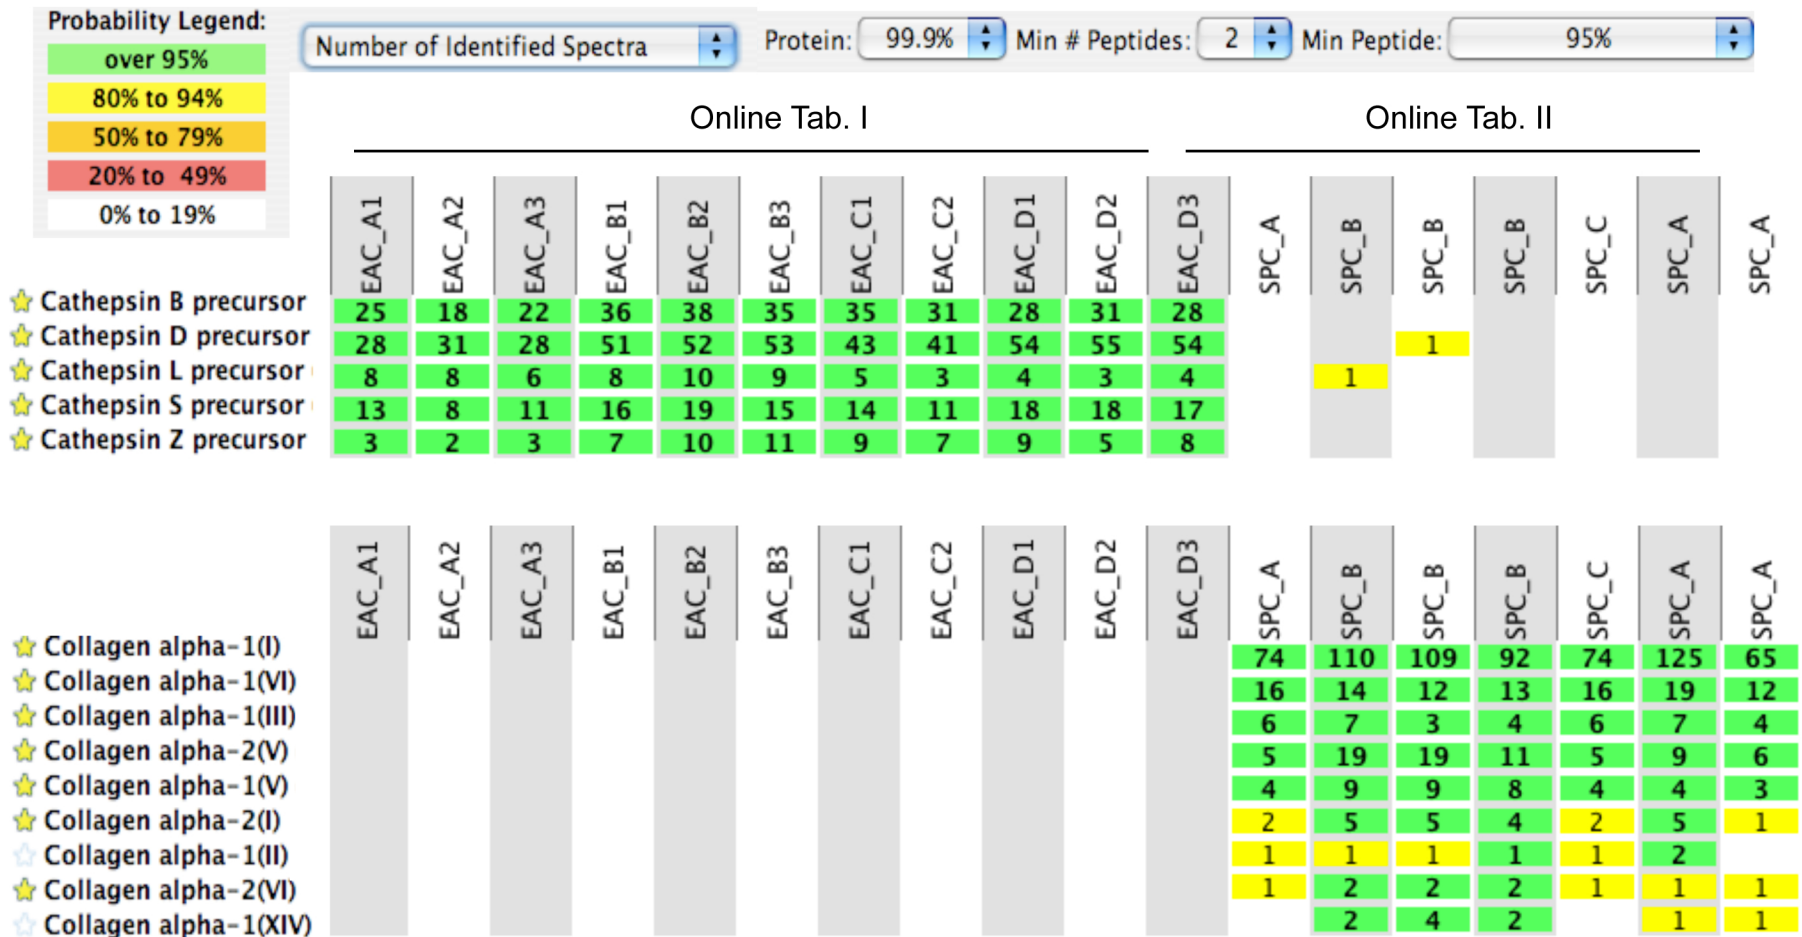 Probability Legend:
over 95%
80% to 94%
50% to 79%
20% to 49%
0% to 19%
Number of Identified Spectra Protein: 99.9% Min # Peptides: 2 Min Peptide: 95%
Online Tab. I Online Tab. II
EAC_A1 EAC_A2 EAC_A3 EAC_B1 EAC_B2 EAC_B3 EAC_C1 EAC_C2 EAC_D1 EAC_D2 EAC_D3 SPC_A SPC_B SPC_B SPC_B SPC_C SPC_A SPC_A
Cathepsin B precursor 25 18 22 36 38 35 35 31 28 31 28
Cathepsin D precursor 28 31 28 51 52 53 43 41 54 55 54 1
Cathepsin L precursor 8 8 6 8 10 9 5 3 4 3 4 1
Cathepsin S precursor 13 8 11 16 19 15 14 11 18 18 17
Cathepsin Z precursor 3 2 3 7 10 11 9 7 9 5 8
EAC_A1 EAC_A2 EAC_A3 EAC_B1 EAC_B2 EAC_B3 EAC_C1 EAC_C2 EAC_D1 EAC_D2 EAC_D3 SPC_A SPC_B SPC_B SPC_B SPC_C SPC_A SPC_A
Collagen alpha-1(I) 74 110 109 92 74 125 65
Collagen alpha-1(VI) 16 14 12 13 16 19 12
Collagen alpha-1(III) 6 7 3 4 6 7 4
Collagen alpha-2(V) 5 19 19 11 5 9 6
Collagen alpha-1(V) 4 9 9 8 4 4 3
Collagen alpha-2(I) 2 5 5 4 2 5 1
Collagen alpha-1(II) 1 1 1 1 1 2
Collagen alpha-2(VI) 1 2 2 2 1 1 1
Collagen alpha-1(XIV) 2 4 2 1 1